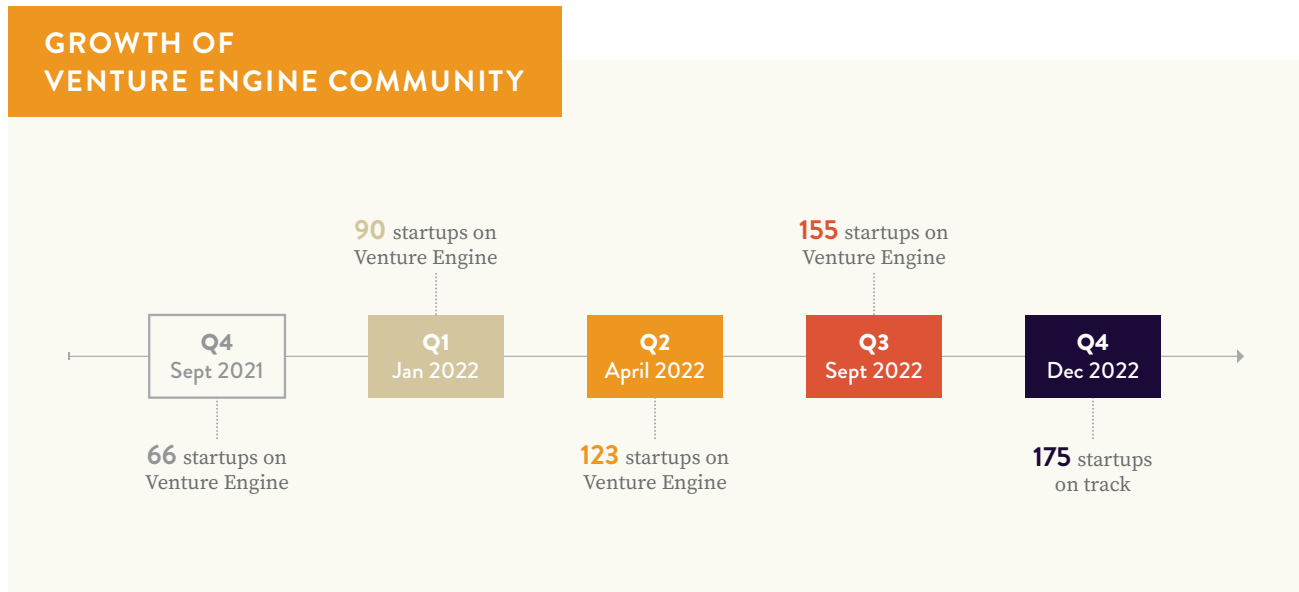 GROWTH OF
VENTURE ENGINE COMMUNITY
90 startups on
Venture Engine
155 startups on
Venture Engine
Q4
Sept 2021
Q1
Jan 2022
Q2
April 2022
Q3
Sept 2022
Q4
Dec 2022
66 startups on
Venture Engine
123 startups on
Venture Engine
175 startups
on track